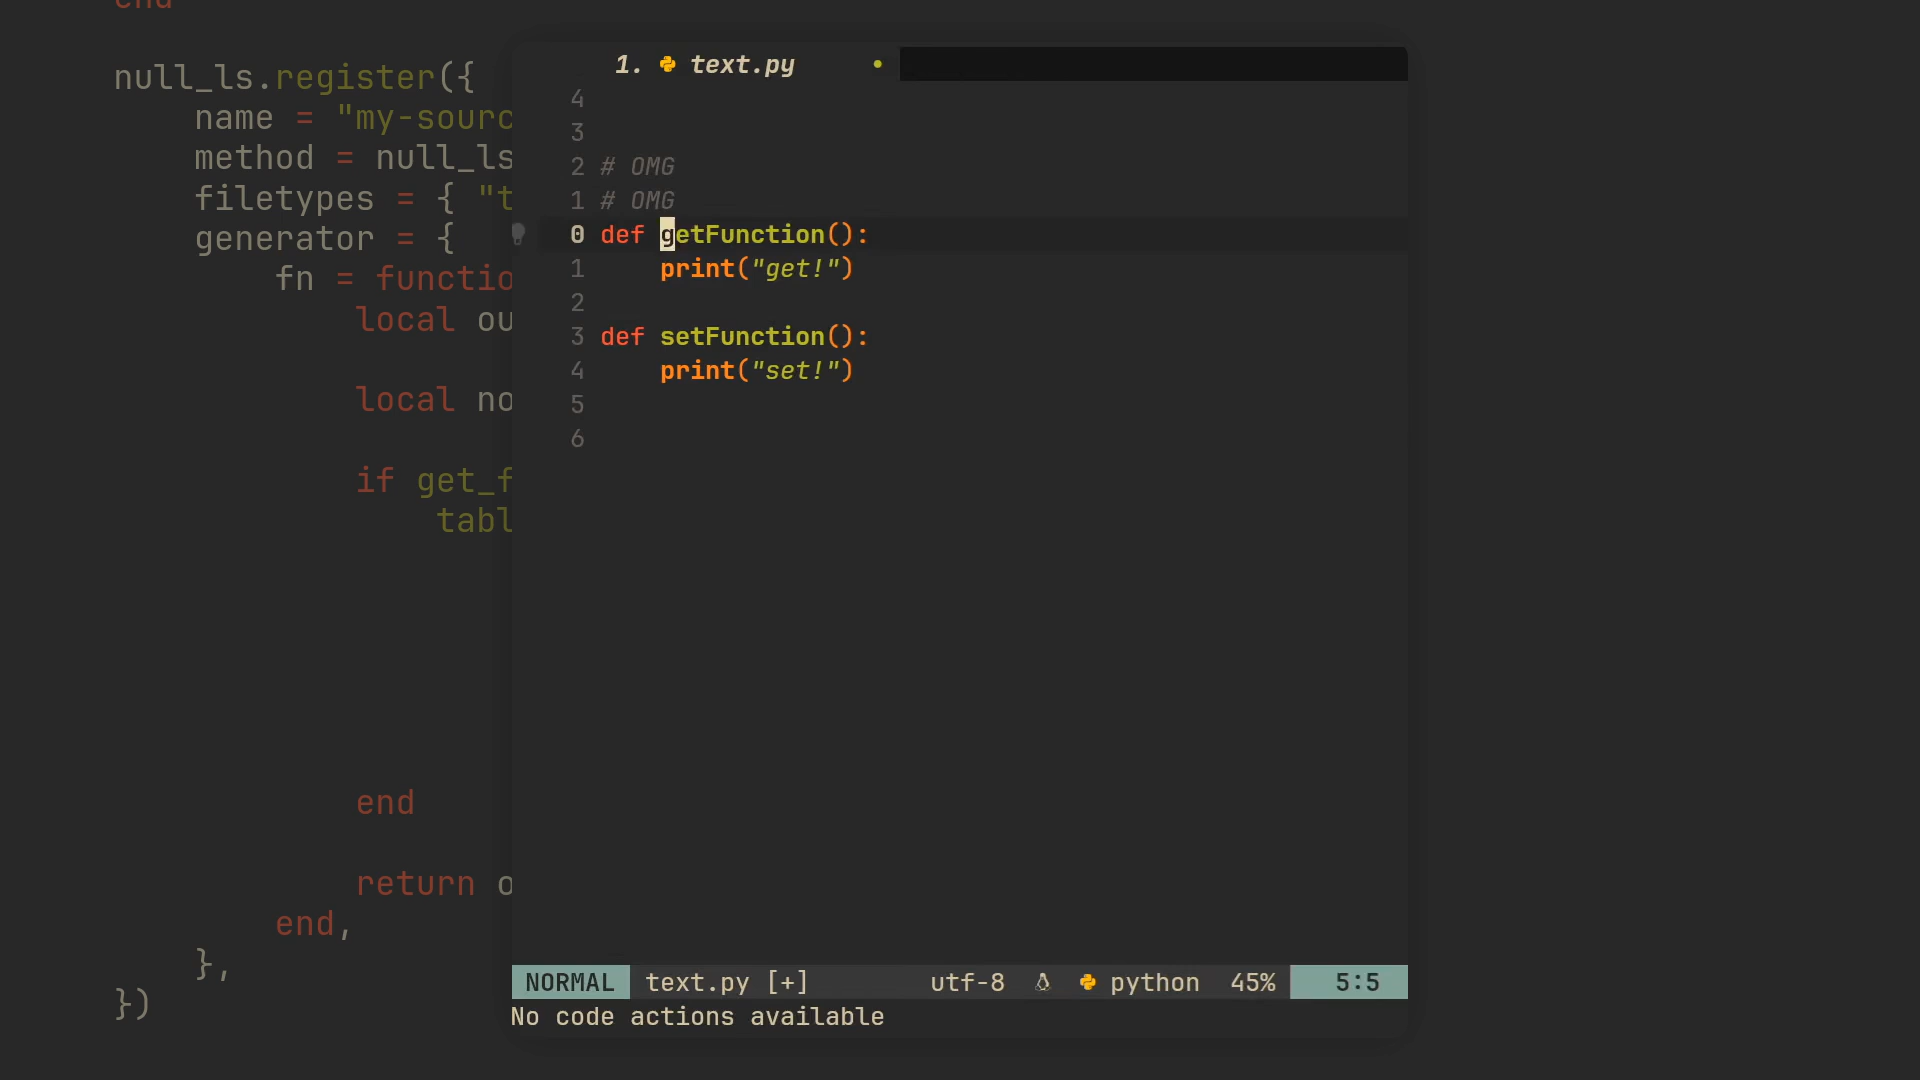 end
null_ls.register({
name = "my-sourc
method = null_ls
filetypes = { "t
generator = {
fn = functio
local ou
local no
if get_f
tabl
end
return o
end,
},
})
1. text.py
4
3
2 # OMG
1 # OMG
0 def getFunction():
1 print("get!")
2
3 def setFunction():
4 print("set!")
5
6
NORMAL text.py [+] utf-8 python 45% 5:5
No code actions available